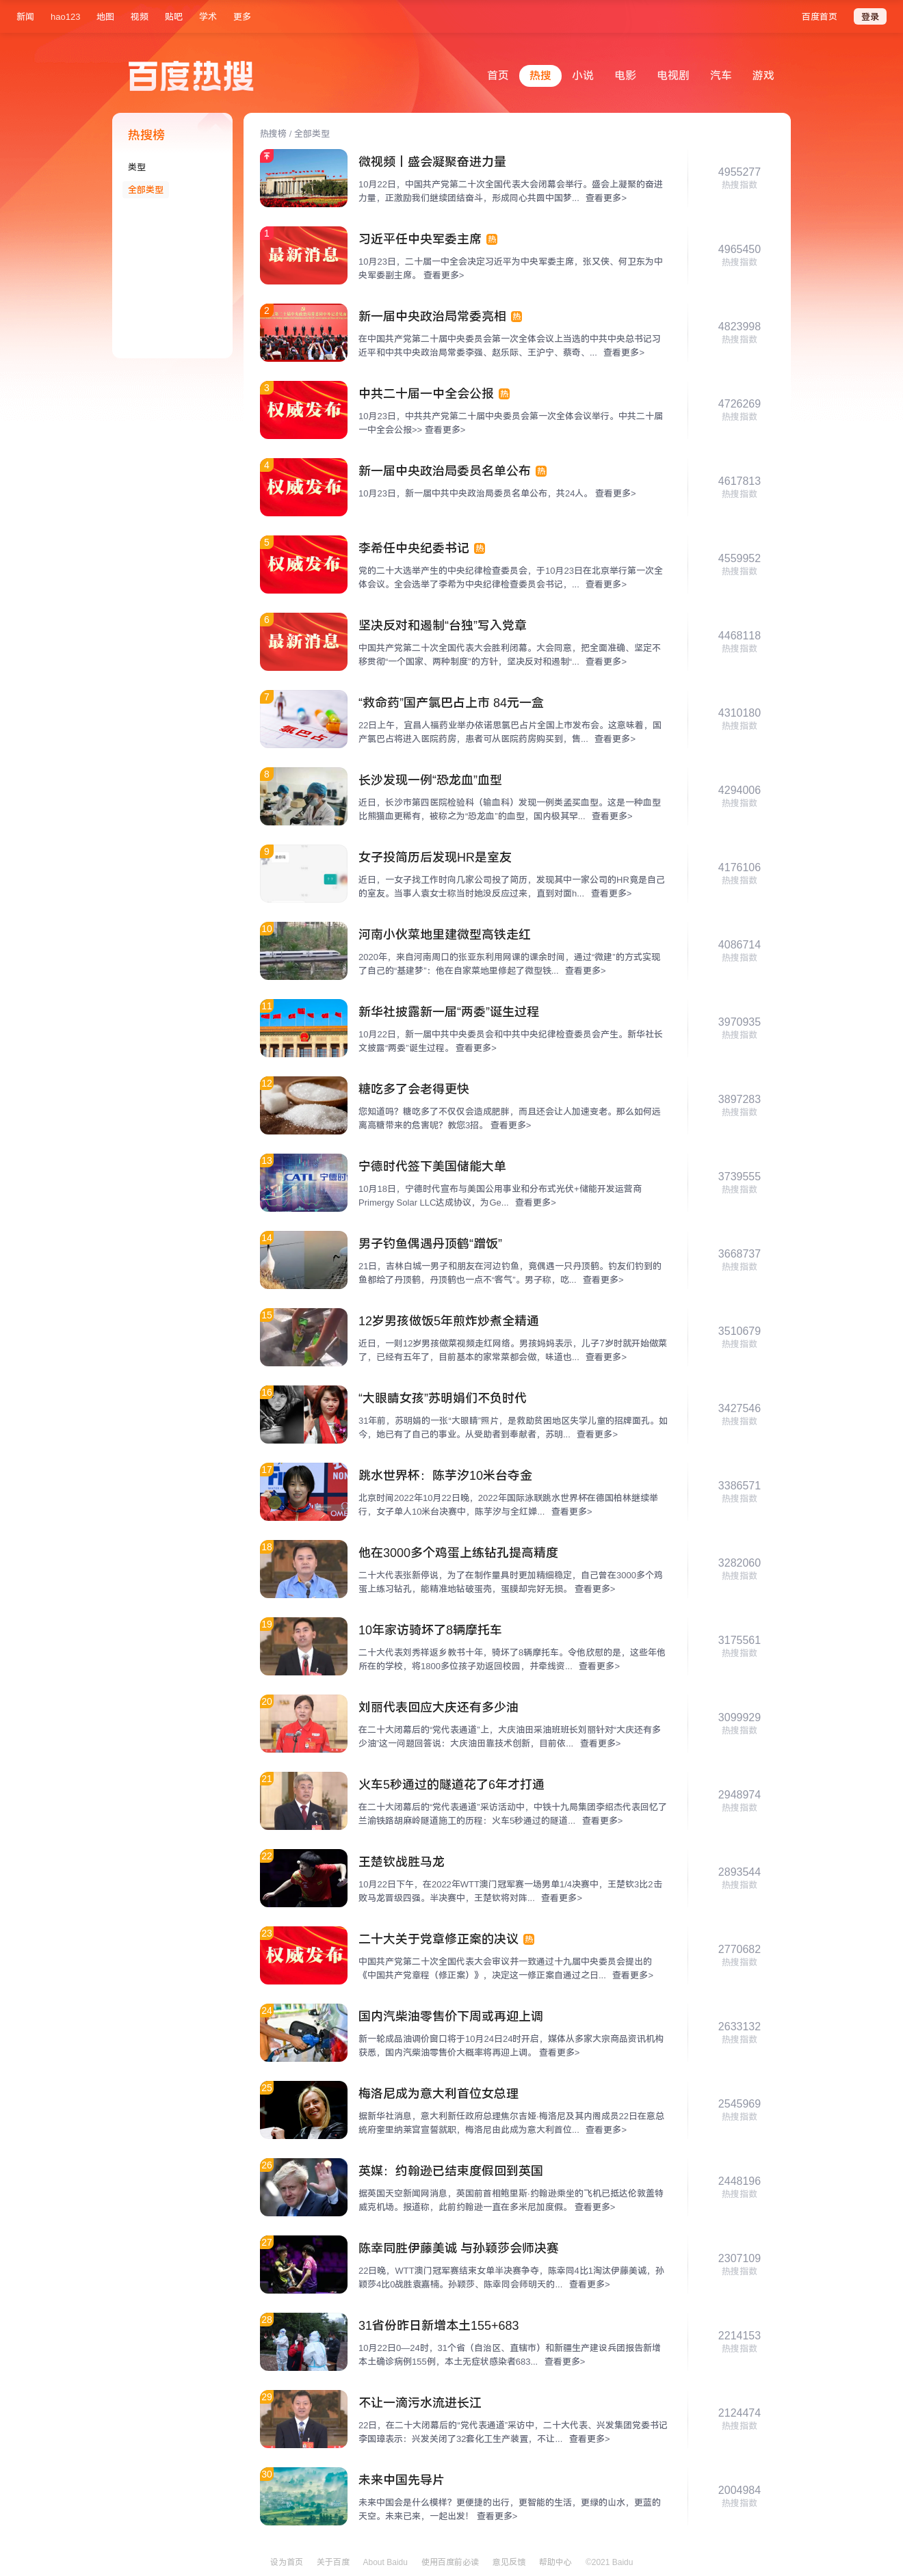 新闻 hao123 地图 视频 贴吧 学术 更多 百度首页 登录
百度热搜
首页 热搜 小说 电影 电视剧 汽车 游戏
热搜榜
类型
全部类型
热搜榜 / 全部类型
微视频丨盛会凝聚奋进力量
10月22日，中国共产党第二十次全国代表大会闭幕会举行。盛会上凝聚的奋进
力量，正激励我们继续团结奋斗，形成同心共圆中国梦... 查看更多>
4955277
热搜指数
1
最新消息
习近平任中央军委主席 热
10月23日，二十届一中全会决定习近平为中央军委主席，张又侠、何卫东为中
央军委副主席。 查看更多>
4965450
热搜指数
2
新一届中央政治局常委亮相 热
在中国共产党第二十届中央委员会第一次全体会议上当选的中共中央总书记习
近平和中共中央政治局常委李强、赵乐际、王沪宁、蔡奇、... 查看更多>
4823998
热搜指数
3
权威发布
中共二十届一中全会公报 热
10月23日，中共共产党第二十届中央委员会第一次全体会议举行。中共二十届
一中全会公报>> 查看更多>
4726269
热搜指数
4
权威发布
新一届中央政治局委员名单公布 热
10月23日，新一届中共中央政治局委员名单公布，共24人。 查看更多>
4617813
热搜指数
5
权威发布
李希任中央纪委书记 热
党的二十大选举产生的中央纪律检查委员会，于10月23日在北京举行第一次全
体会议。全会选举了李希为中央纪律检查委员会书记，... 查看更多>
4559952
热搜指数
6
最新消息
坚决反对和遏制“台独”写入党章
中国共产党第二十次全国代表大会胜利闭幕。大会同意，把全面准确、坚定不
移贯彻“一个国家、两种制度”的方针，坚决反对和遏制“... 查看更多>
4468118
热搜指数
7
氯巴占
“救命药”国产氯巴占上市 84元一盒
22日上午，宜昌人福药业举办依诺思氯巴占片全国上市发布会。这意味着，国
产氯巴占将进入医院药房，患者可从医院药房购买到，售... 查看更多>
4310180
热搜指数
8
长沙发现一例“恐龙血”血型
近日，长沙市第四医院检验科（输血科）发现一例类孟买血型。这是一种血型
比熊猫血更稀有，被称之为“恐龙血”的血型，国内极其罕... 查看更多>
4294006
热搜指数
9
女子投简历后发现HR是室友
近日，一女子找工作时向几家公司投了简历，发现其中一家公司的HR竟是自己
的室友。当事人袁女士称当时她没反应过来，直到对面h... 查看更多>
4176106
热搜指数
10
河南小伙菜地里建微型高铁走红
2020年，来自河南周口的张亚东利用网课的课余时间，通过“微建”的方式实现
了自己的“基建梦”：他在自家菜地里修起了微型铁... 查看更多>
4086714
热搜指数
11
新华社披露新一届“两委”诞生过程
10月22日，新一届中共中央委员会和中共中央纪律检查委员会产生。新华社长
文披露“两委”诞生过程。 查看更多>
3970935
热搜指数
12
糖吃多了会老得更快
您知道吗？糖吃多了不仅仅会造成肥胖，而且还会让人加速变老。那么如何远
离高糖带来的危害呢？教您3招。 查看更多>
3897283
热搜指数
13
CATL 宁德时
宁德时代签下美国储能大单
10月18日，宁德时代宣布与美国公用事业和分布式光伏+储能开发运营商
Primergy Solar LLC达成协议，为Ge... 查看更多>
3739555
热搜指数
14
男子钓鱼偶遇丹顶鹤“蹭饭”
21日，吉林白城一男子和朋友在河边钓鱼，竟偶遇一只丹顶鹤。钓友们钓到的
鱼都给了丹顶鹤，丹顶鹤也一点不“客气”。男子称，吃... 查看更多>
3668737
热搜指数
15
12岁男孩做饭5年煎炸炒煮全精通
近日，一则12岁男孩做菜视频走红网络。男孩妈妈表示，儿子7岁时就开始做菜
了，已经有五年了，目前基本的家常菜都会做，味道也... 查看更多>
3510679
热搜指数
16
“大眼睛女孩”苏明娟们不负时代
31年前，苏明娟的一张“大眼睛”照片，是救助贫困地区失学儿童的招牌面孔。如
今，她已有了自己的事业。从受助者到奉献者，苏明... 查看更多>
3427546
热搜指数
17
跳水世界杯：陈芋汐10米台夺金
北京时间2022年10月22日晚，2022年国际泳联跳水世界杯在德国柏林继续举
行，女子单人10米台决赛中，陈芋汐与全红婵... 查看更多>
3386571
热搜指数
18
他在3000多个鸡蛋上练钻孔提高精度
二十大代表张新停说，为了在制作量具时更加精细稳定，自己曾在3000多个鸡
蛋上练习钻孔，能精准地钻破蛋壳，蛋膜却完好无损。 查看更多>
3282060
热搜指数
19
10年家访骑坏了8辆摩托车
二十大代表刘秀祥返乡教书十年，骑坏了8辆摩托车。令他欣慰的是，这些年他
所在的学校，将1800多位孩子劝返回校园，并牵线资... 查看更多>
3175561
热搜指数
20
刘丽代表回应大庆还有多少油
在二十大闭幕后的“党代表通道”上，大庆油田采油班班长刘丽针对“大庆还有多
少油”这一问题回答说：大庆油田靠技术创新，目前依... 查看更多>
3099929
热搜指数
21
火车5秒通过的隧道花了6年才打通
在二十大闭幕后的“党代表通道”采访活动中，中铁十九局集团李绍杰代表回忆了
兰渝铁路胡麻岭隧道施工的历程：火车5秒通过的隧道... 查看更多>
2948974
热搜指数
22
王楚钦战胜马龙
10月22日下午，在2022年WTT澳门冠军赛一场男单1/4决赛中，王楚钦3比2击
败马龙晋级四强。半决赛中，王楚钦将对阵... 查看更多>
2893544
热搜指数
23
权威发布
二十大关于党章修正案的决议 热
中国共产党第二十次全国代表大会审议并一致通过十九届中央委员会提出的
《中国共产党章程（修正案）》，决定这一修正案自通过之日... 查看更多>
2770682
热搜指数
24
国内汽柴油零售价下周或再迎上调
新一轮成品油调价窗口将于10月24日24时开启，媒体从多家大宗商品资讯机构
获悉，国内汽柴油零售价大概率将再迎上调。 查看更多>
2633132
热搜指数
25
梅洛尼成为意大利首位女总理
据新华社消息，意大利新任政府总理焦尔吉娅·梅洛尼及其内阁成员22日在意总
统府奎里纳莱宫宣誓就职，梅洛尼由此成为意大利首位... 查看更多>
2545969
热搜指数
26
英媒：约翰逊已结束度假回到英国
据英国天空新闻网消息，英国前首相鲍里斯·约翰逊乘坐的飞机已抵达伦敦盖特
威克机场。报道称，此前约翰逊一直在多米尼加度假。 查看更多>
2448196
热搜指数
27
陈幸同胜伊藤美诚 与孙颖莎会师决赛
22日晚，WTT澳门冠军赛结束女单半决赛争夺，陈幸同4比1淘汰伊藤美诚，孙
颖莎4比0战胜袁嘉楠。孙颖莎、陈幸同会师明天的... 查看更多>
2307109
热搜指数
28
31省份昨日新增本土155+683
10月22日0—24时，31个省（自治区、直辖市）和新疆生产建设兵团报告新增
本土确诊病例155例，本土无症状感染者683... 查看更多>
2214153
热搜指数
29
不让一滴污水流进长江
22日，在二十大闭幕后的“党代表通道”采访中，二十大代表、兴发集团党委书记
李国璋表示：兴发关闭了32套化工生产装置，不让... 查看更多>
2124474
热搜指数
30
未来中国先导片
未来中国会是什么模样？更便捷的出行，更智能的生活，更绿的山水，更蓝的
天空。未来已来，一起出发！ 查看更多>
2004984
热搜指数
设为首页 关于百度 About Baidu 使用百度前必读 意见反馈 帮助中心 ©2021 Baidu